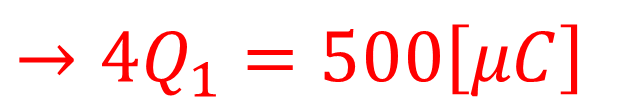 → 4Q₁ = 500[μC]